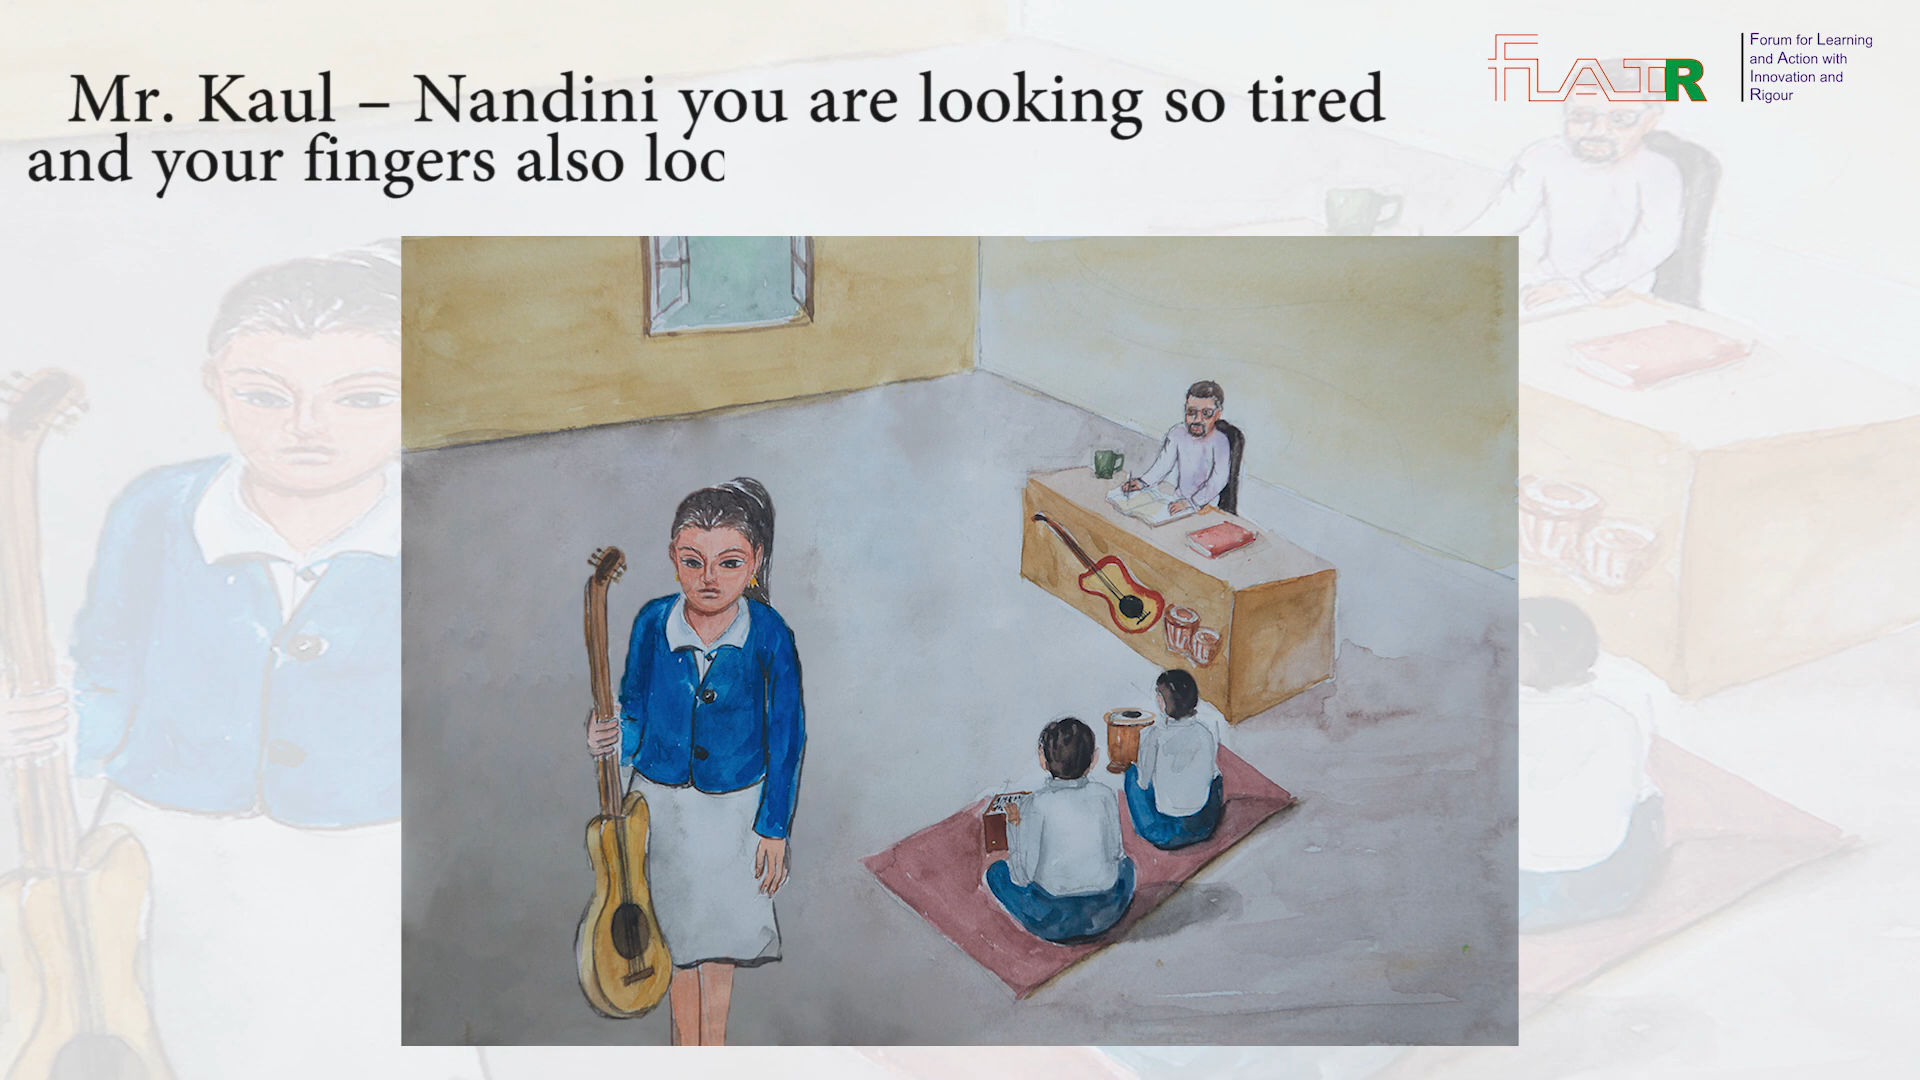 Mr. Kaul – Nandini you are looking so tired
and your fingers also
FLAIR
Forum for Learning
and Action with
Innovation and
Rigour